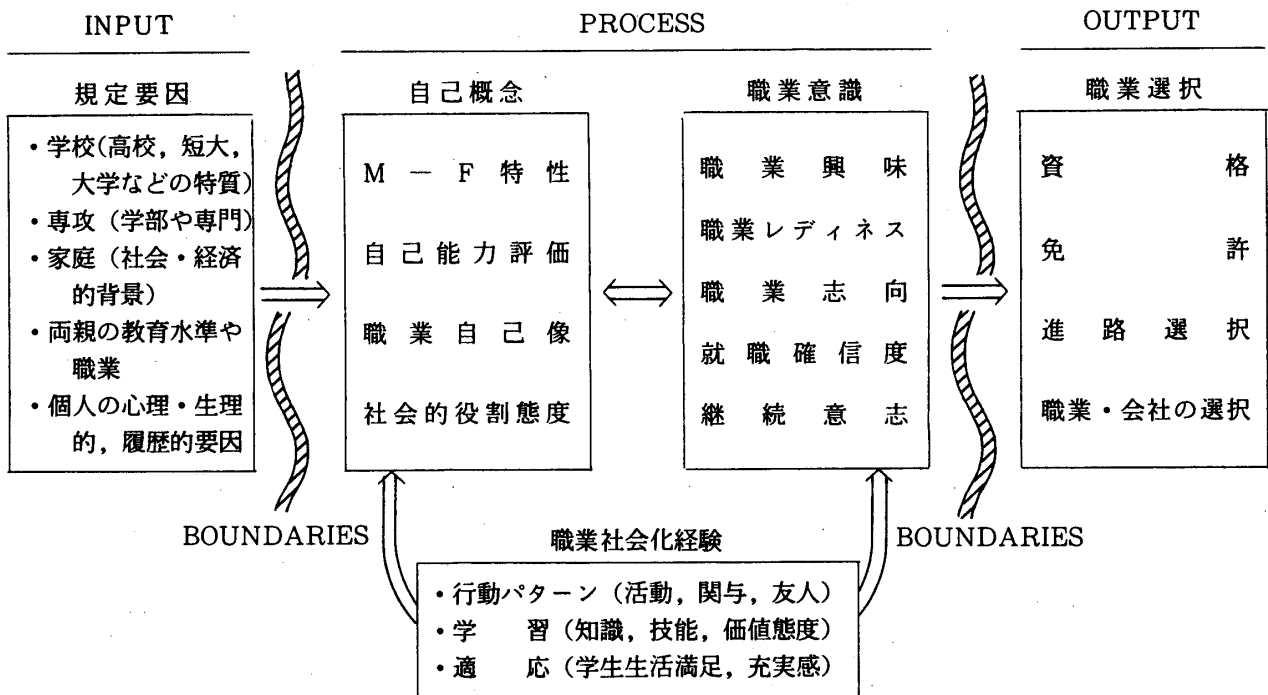 INPUT
PROCESS
OUTPUT
規定要因
・学校(高校，短大，
大学などの特質)
・専攻（学部や専門）
・家庭（社会・経済
的背景）
・両親の教育水準や
職業
・個人の心理・生理
的，履歴的要因
自己概念
M－F特性
自己能力評価
職業自己像
社会的役割態度
職業意識
職業興味
職業レディネス
職業志向
就職確信度
継続意志
職業選択
資格
免許
進路選択
職業・会社の選択
BOUNDARIES
BOUNDARIES
職業社会化経験
・行動パターン（活動，関与，友人）
・学　習（知識，技能，価値態度）
・適　応（学生生活満足，充実感）